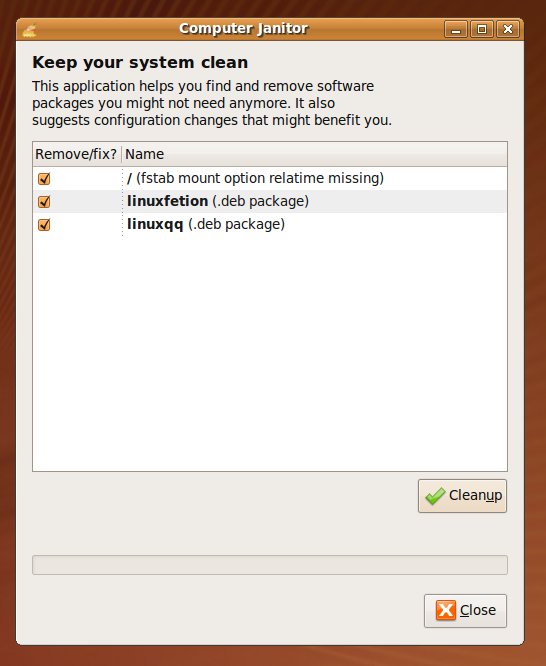 Computer Janitor
Keep your system clean
This application helps you find and remove software
packages you might not need anymore. It also
suggests configuration changes that might benefit you.
Remove/fix? Name
/ (fstab mount option relatime missing)
linuxfetion (.deb package)
linuxqq (.deb package)
Cleanup
Close